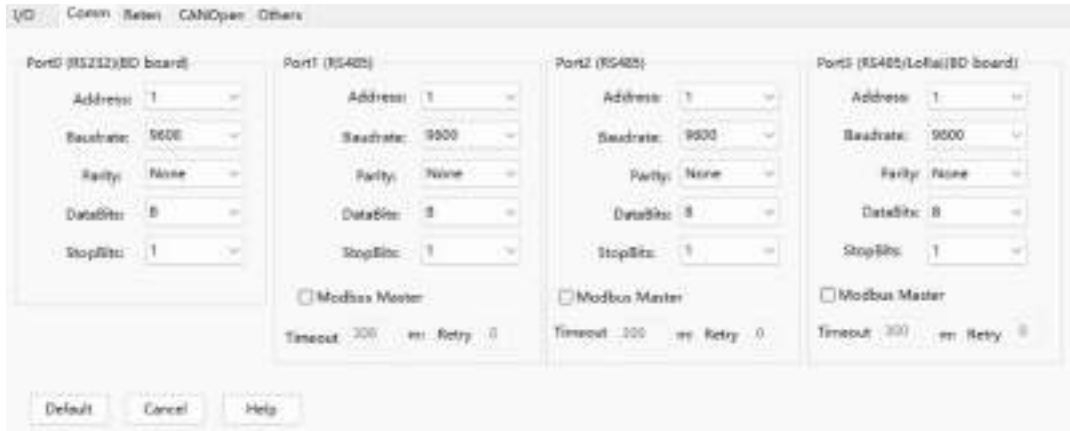 I/O Comm Reten CANOpen Others
Port0 (RS232)(BD board) Port1 (RS485) Port2 (RS485) Port3 (RS485/LoRa)(BD board)
Address: 1 Address: 1 Address: 1 Address: 1
Baudrate: 9600 Baudrate: 9600 Baudrate: 9600 Baudrate: 9600
Parity: None Parity: None Parity: None Parity: None
DataBits: 8 DataBits: 8 DataBits: 8 DataBits: 8
StopBits: 1 StopBits: 1 StopBits: 1 StopBits: 1
Modbus Master Modbus Master Modbus Master
Timeout 300 ms Retry 0 Timeout 300 ms Retry 0 Timeout 300 ms Retry 0
Default Cancel Help